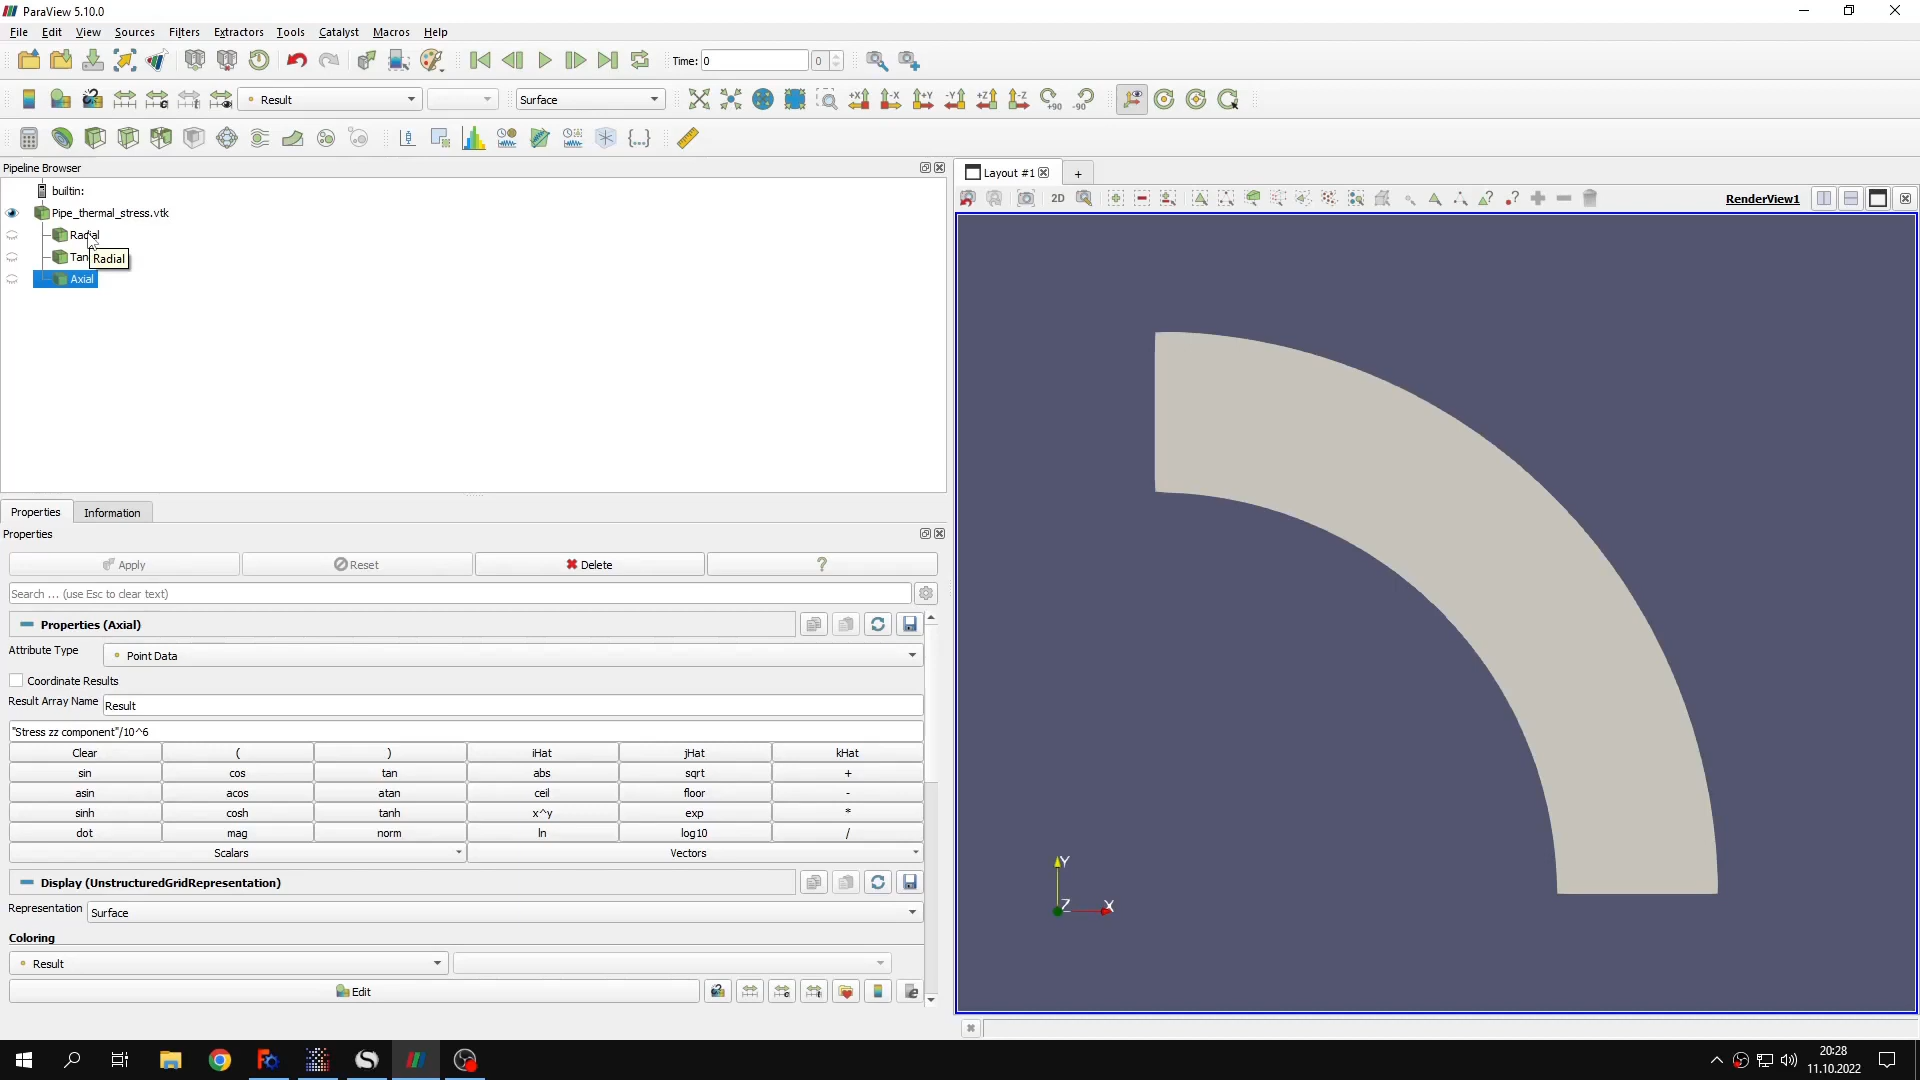 ParaView 5.10.0
File Edit View Sources Filters Extractors Tools Catalyst Macros Help
Time: 0 0
Result Surface +X -X +Y -Y +Z -Z +90 -90
Pipeline Browser
builtin:
Pipe_thermal_stress.vtk
Radial
Tan
Radial
Axial
Layout #1 +
2D RenderView1
Properties Information
Properties
Apply Reset Delete ?
Search ... (use Esc to clear text)
Properties (Axial)
Attribute Type Point Data
Coordinate Results
Result Array Name Result
"Stress zz component"/10^6
Clear ( ) iHat jHat kHat
sin cos tan abs sqrt +
asin acos atan ceil floor -
sinh cosh tanh x^y exp *
dot mag norm ln log10 /
Scalars Vectors
Display (UnstructuredGridRepresentation)
Representation Surface
Coloring
Result
Edit
Y
Z X
20:28
11.10.2022